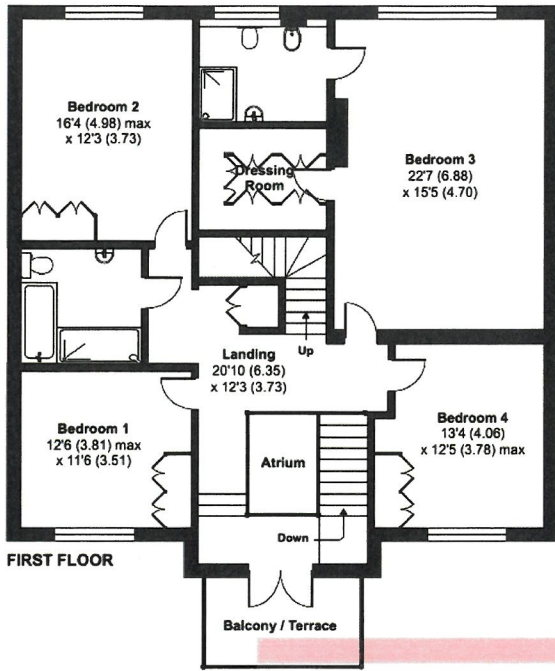 Bedroom 2
16'4 (4.98) max
x 12'3 (3.73)
Dressing
Room
Bedroom 3
22'7 (6.88)
x 15'5 (4.70)
Up
Landing
20'10 (6.35)
x 12'3 (3.73)
Bedroom 1
12'6 (3.81) max
x 11'6 (3.51)
Bedroom 4
13'4 (4.06)
x 12'5 (3.78) max
Atrium
Down
FIRST FLOOR
Balcony / Terrace